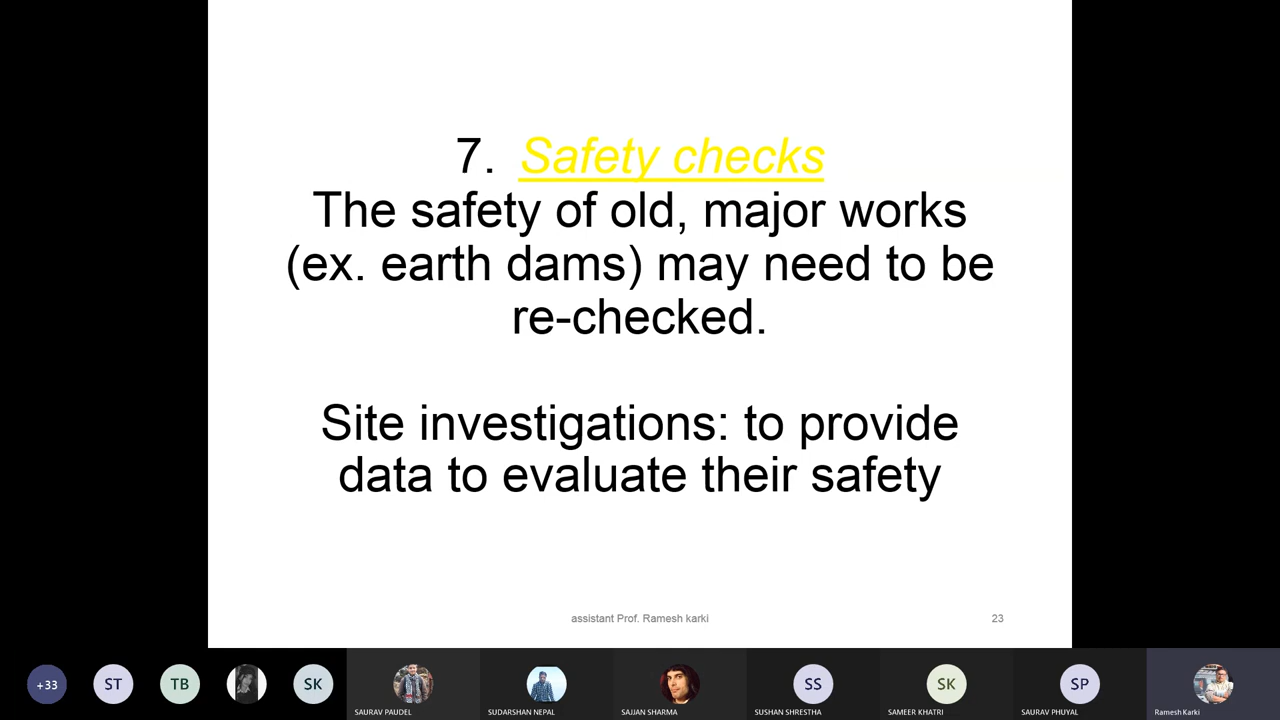 7. Safety checks
The safety of old, major works
(ex. earth dams) may need to be
re-checked.
Site investigations: to provide
data to evaluate their safety
assistant Prof. Ramesh karki
23
+33
ST
TB
SK
SAURAV PAUDEL
SUDARSHAN NEPAL
SAJJAN SHARMA
SS
SUSHAN SHRESTHA
SK
SAMEER KHATRI
SP
SAURAV PHUYAL
Ramesh Karki